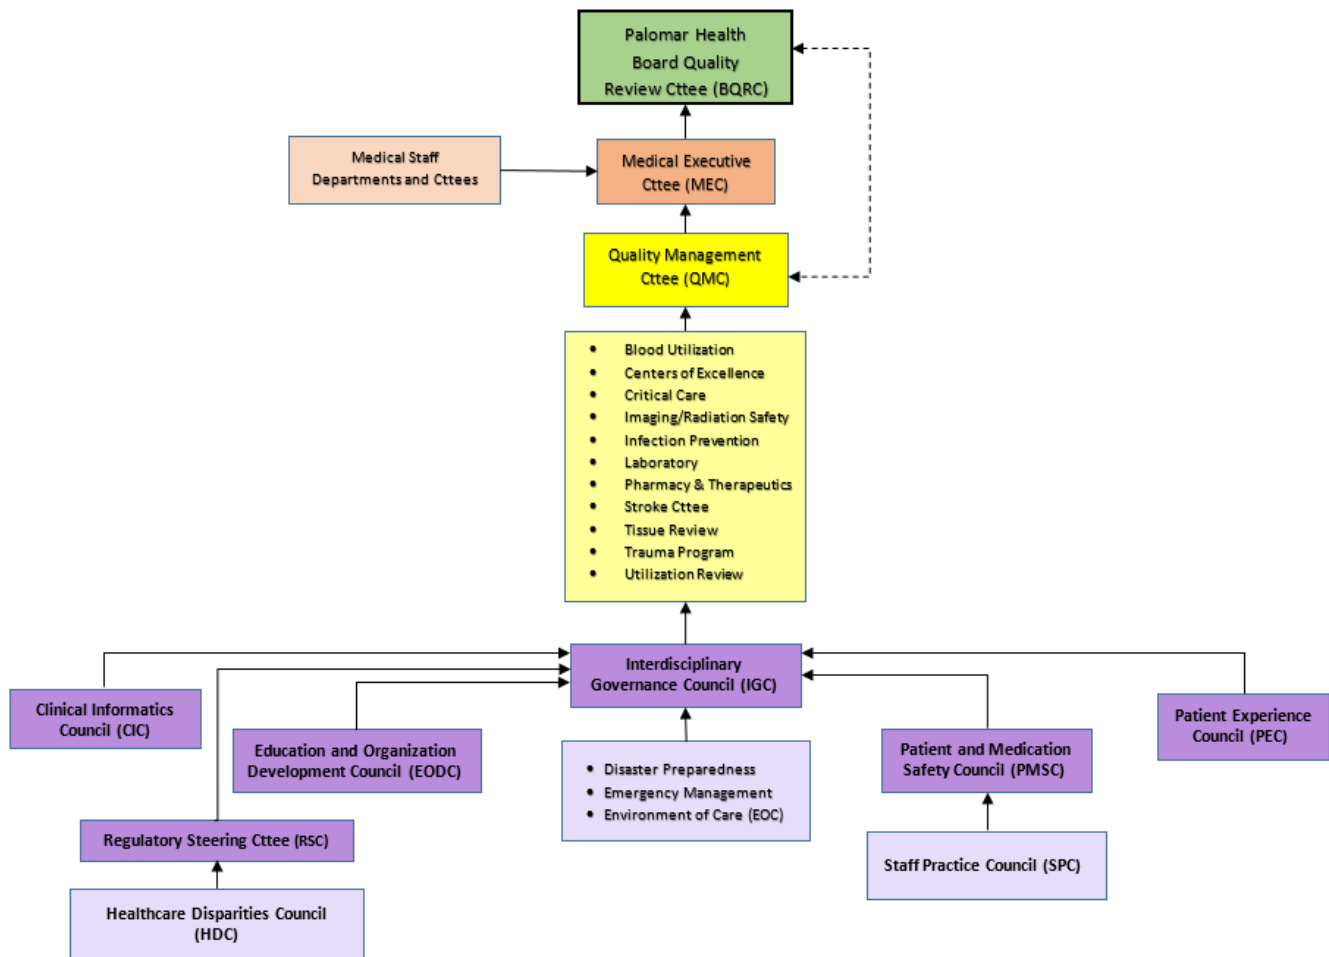 Palomar Health
Board Quality
Review Cttee (BQRC)
Medical Staff
Departments and Cttees
Medical Executive
Cttee (MEC)
Quality Management
Cttee (QMC)
• Blood Utilization
• Centers of Excellence
• Critical Care
• Imaging/Radiation Safety
• Infection Prevention
• Laboratory
• Pharmacy & Therapeutics
• Stroke Cttee
• Tissue Review
• Trauma Program
• Utilization Review
Interdisciplinary
Governance Council (IGC)
Clinical Informatics
Council (CIC)
Education and Organization
Development Council (EODC)
• Disaster Preparedness
• Emergency Management
• Environment of Care (EOC)
Patient and Medication
Safety Council (PMSC)
Patient Experience
Council (PEC)
Regulatory Steering Cttee (RSC)
Staff Practice Council (SPC)
Healthcare Disparities Council
(HDC)